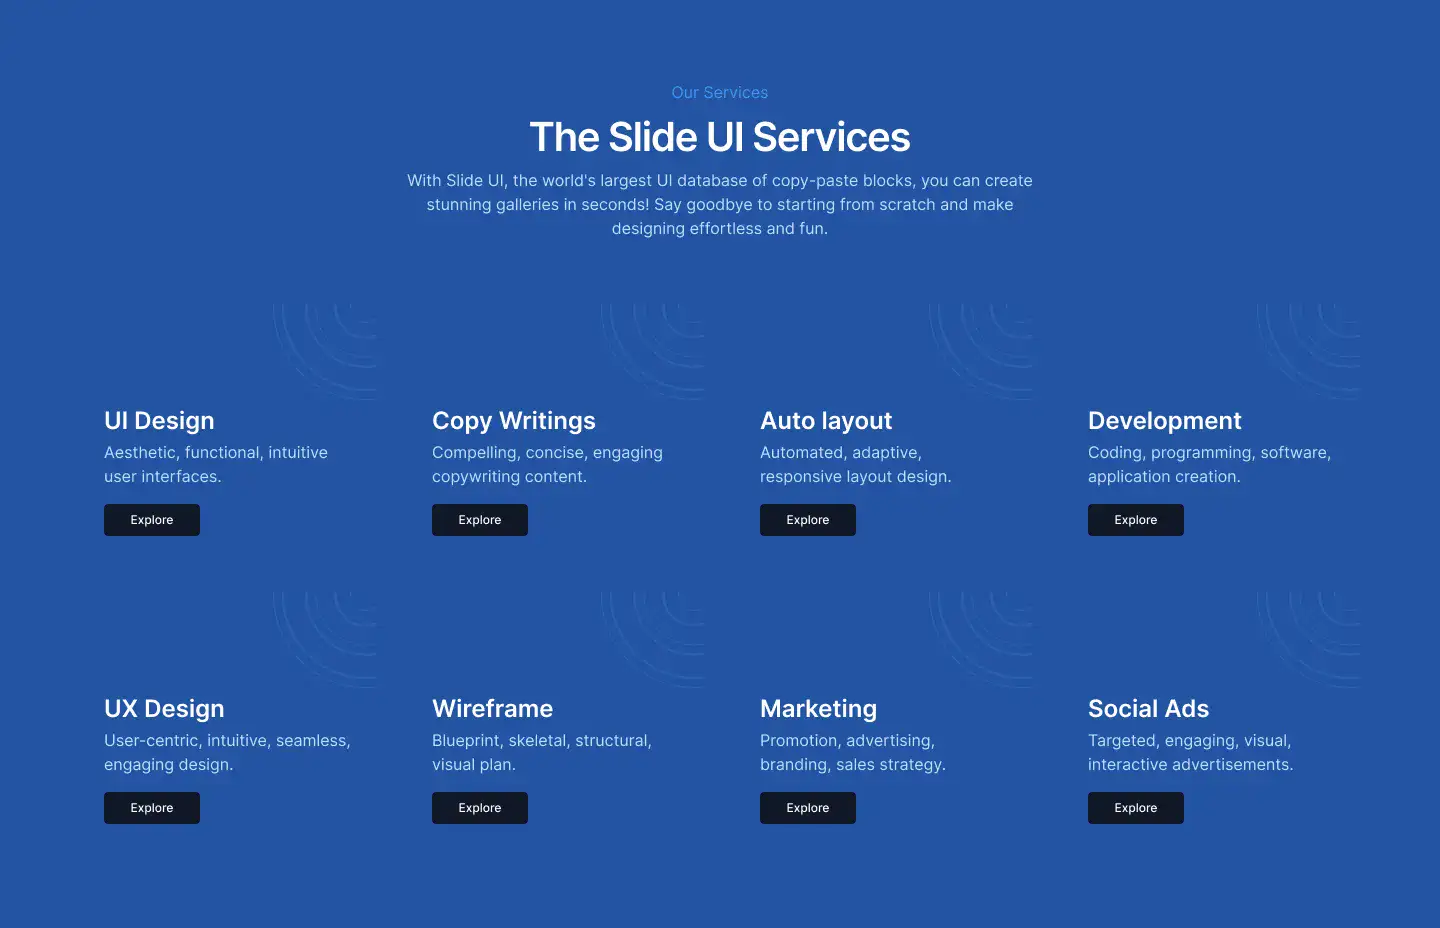 Our Services
The Slide UI Services
With Slide UI, the world's largest UI database of copy-paste blocks, you can create
stunning galleries in seconds! Say goodbye to starting from scratch and make
designing effortless and fun.
UI Design
Aesthetic, functional, intuitive
user interfaces.
Explore
Copy Writings
Compelling, concise, engaging
copywriting content.
Explore
Auto layout
Automated, adaptive,
responsive layout design.
Explore
Development
Coding, programming, software,
application creation.
Explore
UX Design
User-centric, intuitive, seamless,
engaging design.
Explore
Wireframe
Blueprint, skeletal, structural,
visual plan.
Explore
Marketing
Promotion, advertising,
branding, sales strategy.
Explore
Social Ads
Targeted, engaging, visual,
interactive advertisements.
Explore